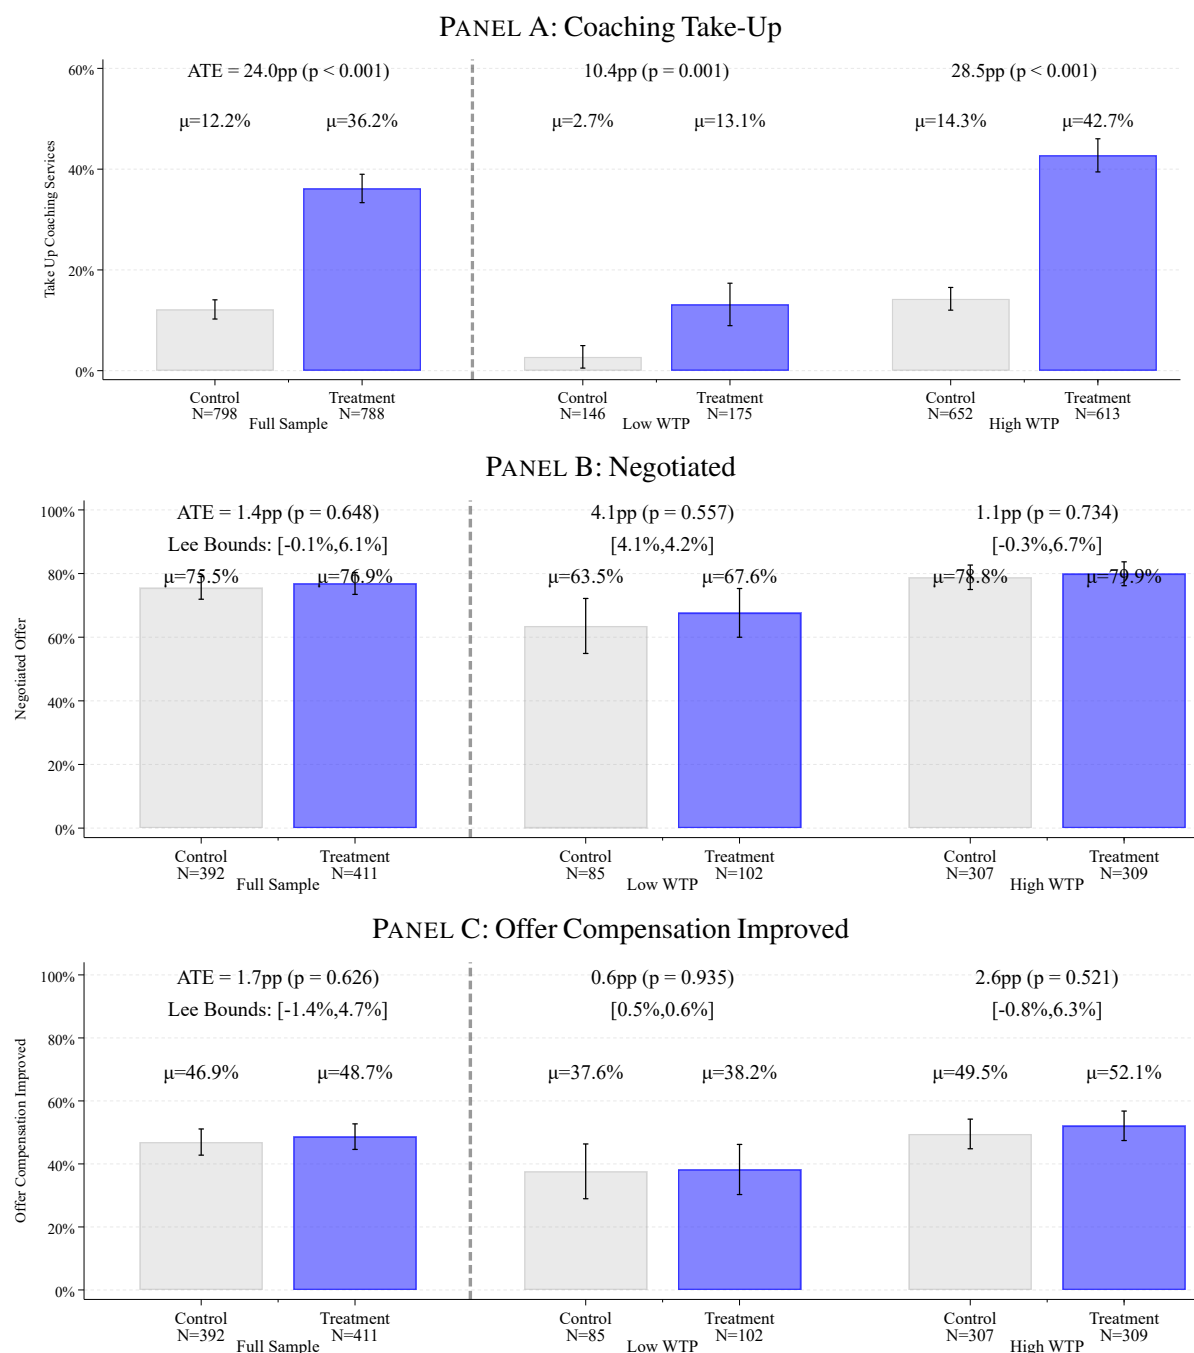 PANEL A: Coaching Take-Up
ATE = 24.0pp (p < 0.001) 10.4pp (p = 0.001) 28.5pp (p < 0.001)
μ=12.2% μ=36.2% μ=2.7% μ=13.1% μ=14.3% μ=42.7%
Take Up Coaching Services
60%
40%
20%
0%
Control Treatment Control Treatment Control Treatment
N=798 N=788 N=146 N=175 N=652 N=613
Full Sample Low WTP High WTP
PANEL B: Negotiated
ATE = 1.4pp (p = 0.648) 4.1pp (p = 0.557) 1.1pp (p = 0.734)
Lee Bounds: [-0.1%,6.1%] [4.1%,4.2%] [-0.3%,6.7%]
μ=75.5% μ=76.9% μ=63.5% μ=67.6% μ=78.8% μ=79.9%
Negotiated Offer
100%
80%
60%
40%
20%
0%
Control Treatment Control Treatment Control Treatment
N=392 N=411 N=85 N=102 N=307 N=309
Full Sample Low WTP High WTP
PANEL C: Offer Compensation Improved
ATE = 1.7pp (p = 0.626) 0.6pp (p = 0.935) 2.6pp (p = 0.521)
Lee Bounds: [-1.4%,4.7%] [0.5%,0.6%] [-0.8%,6.3%]
μ=46.9% μ=48.7% μ=37.6% μ=38.2% μ=49.5% μ=52.1%
Offer Compensation Improved
100%
80%
60%
40%
20%
0%
Control Treatment Control Treatment Control Treatment
N=392 N=411 N=85 N=102 N=307 N=309
Full Sample Low WTP High WTP